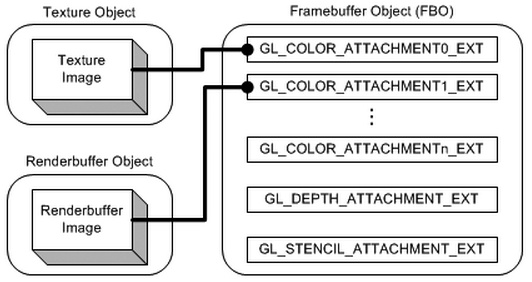 Texture Object
Framebuffer Object (FBO)
Texture
Image
GL_COLOR_ATTACHMENT0_EXT
GL_COLOR_ATTACHMENT1_EXT
⋮
Renderbuffer Object
GL_COLOR_ATTACHMENTn_EXT
Renderbuffer
Image
GL_DEPTH_ATTACHMENT_EXT
GL_STENCIL_ATTACHMENT_EXT